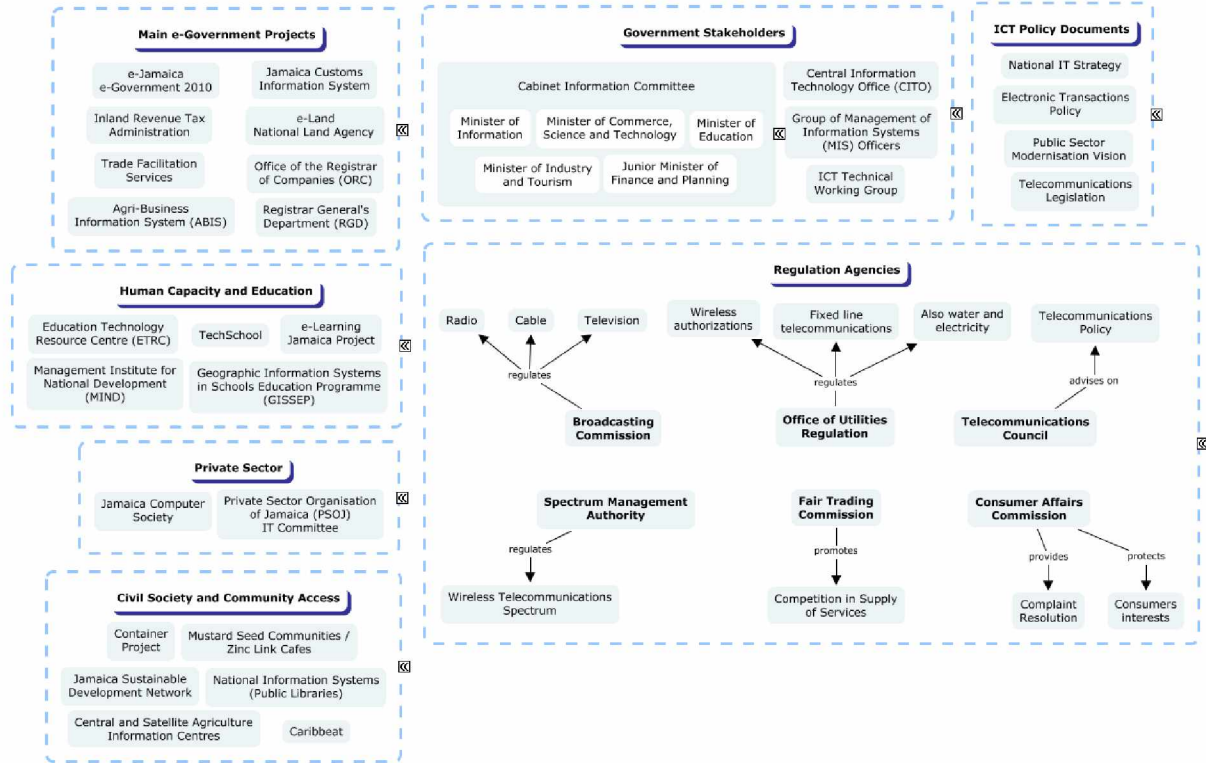 Main e-Government Projects
e-Jamaica
e-Government 2010
Jamaica Customs
Information System
Inland Revenue Tax
Administration
e-Land
National Land Agency
Trade Facilitation
Services
Office of the Registrar
of Companies (ORC)
Agri-Business
Information System (ABIS)
Registrar General's
Department (RGD)
Government Stakeholders
Cabinet Information Committee
Minister of
Information
Minister of Commerce,
Science and Technology
Minister of
Education
Minister of Industry
and Tourism
Junior Minister of
Finance and Planning
Central Information
Technology Office (CITO)
Group of Management of
Information Systems
(MIS) Officers
ICT Technical
Working Group
ICT Policy Documents
National IT Strategy
Electronic Transactions
Policy
Public Sector
Modernisation Vision
Telecommunications
Legislation
Human Capacity and Education
Education Technology
Resource Centre (ETRC)
TechSchool
e-Learning
Jamaica Project
Management Institute for
National Development
(MIND)
Geographic Information Systems
in Schools Education Programme
(GISSEP)
Private Sector
Jamaica Computer
Society
Private Sector Organisation
of Jamaica (PSOJ)
IT Committee
Civil Society and Community Access
Container
Project
Mustard Seed Communities /
Zinc Link Cafes
Jamaica Sustainable
Development Network
National Information Systems
(Public Libraries)
Central and Satellite Agriculture
Information Centres
Caribbeat
Regulation Agencies
Radio
Cable
Television
regulates
Broadcasting
Commission
Wireless
authorizations
Fixed line
telecommunications
Also water and
electricity
regulates
Office of Utilities
Regulation
Telecommunications
Policy
advises on
Telecommunications
Council
Spectrum Management
Authority
regulates
Wireless Telecommunications
Spectrum
Fair Trading
Commission
promotes
Competition in Supply
of Services
Consumer Affairs
Commission
provides
protects
Complaint
Resolution
Consumers
interests